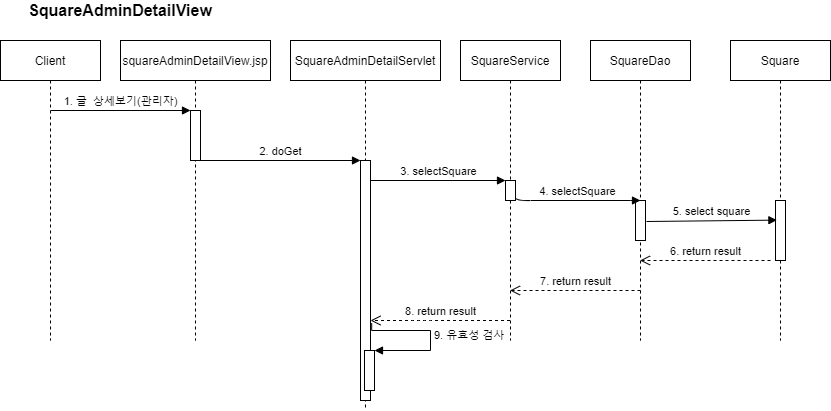 SquareAdminDetailView
Client
squareAdminDetailView.jsp
SquareAdminDetailServlet
SquareService
SquareDao
Square
1. 글 상세보기(관리자)
2. doGet
3. selectSquare
4. selectSquare
5. select square
6. return result
7. return result
8. return result
9. 유효성 검사